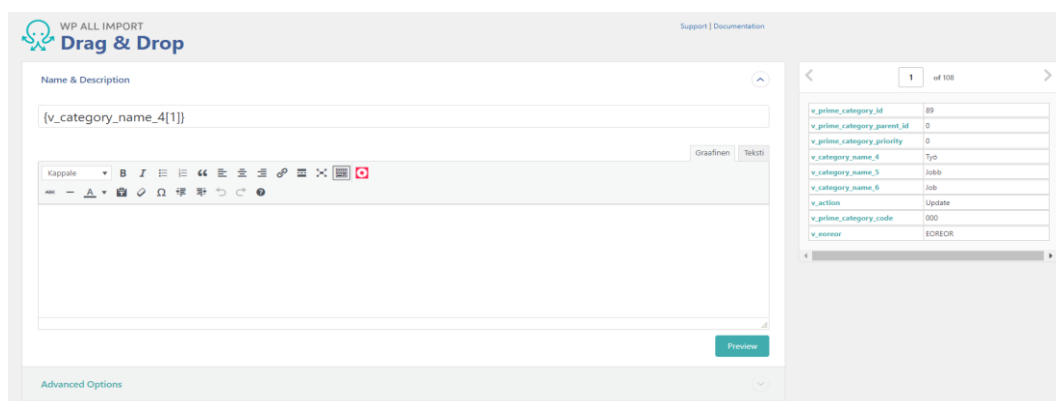 WP ALL IMPORT
Drag & Drop
Support | Documentation
Name & Description
{v_category_name_4[1]}
Graafinen Teksti
Kappale
Preview
Advanced Options
1 of 108
v_prime_category_id 89
v_prime_category_parent_id 0
v_prime_category_priority 0
v_category_name_4 Työ
v_category_name_5 Jobb
v_category_name_6 Job
v_action Update
v_prime_category_code 000
v_eoreor EOREOR